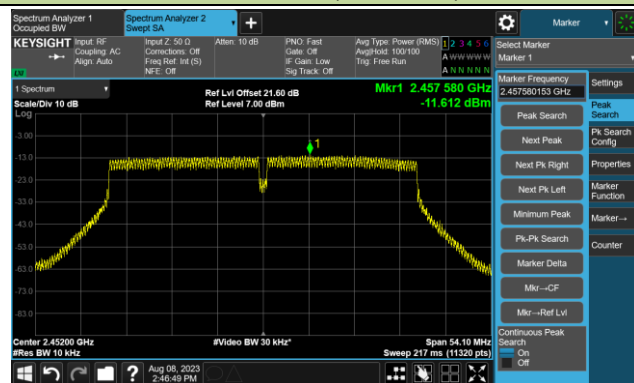 Spectrum Analyzer 1
Occupied BW
Spectrum Analyzer 2
Swept SA
+
Marker
KEYSIGHT
Input: RF
Coupling: AC
Align: Auto
Input Z: 50 Ω
Corrections: Off
Freq Ref: Int (S)
NFE: Off
Atten: 10 dB
PNO: Fast
Gate: Off
IF Gain: Low
Sig Track: Off
Avg Type: Power (RMS)
Avg|Hold: 100/100
Trig: Free Run
1 2 3 4 5 6
A W W W W W
A N N N N N
Select Marker
Marker 1
1 Spectrum
Scale/Div 10 dB
Log
Ref Lvl Offset 21.60 dB
Ref Level 7.00 dBm
Mkr1 2.457 580 GHz
-11.612 dBm
1
-3.00
-13.0
-23.0
-33.0
-43.0
-53.0
-63.0
-73.0
-83.0
Center 2.45200 GHz
#Res BW 10 kHz
#Video BW 30 kHz*
Span 54.10 MHz
Sweep 217 ms (11320 pts)
Marker Frequency
2.457580153 GHz
Peak Search
Next Peak
Next Pk Right
Next Pk Left
Minimum Peak
Pk-Pk Search
Marker Delta
Mkr→CF
Mkr→Ref Lvl
Continuous Peak
Search
On
Off
Settings
Peak
Search
Pk Search
Config
Properties
Marker
Function
Marker→
Counter
?
Aug 08, 2023
2:46:49 PM